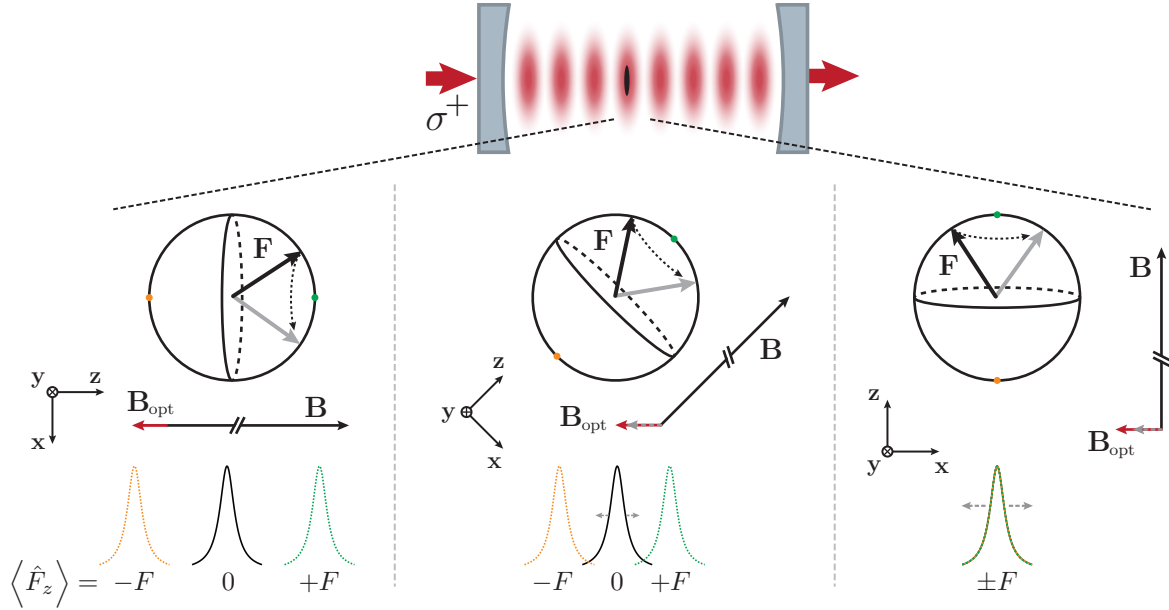 σ⁺
F
F
F
B
z
y
z
B
y
B_opt
B
B_opt
z
x
x
y
x
B_opt
⟨F̂_z⟩ = −F 0 +F −F 0 +F ±F